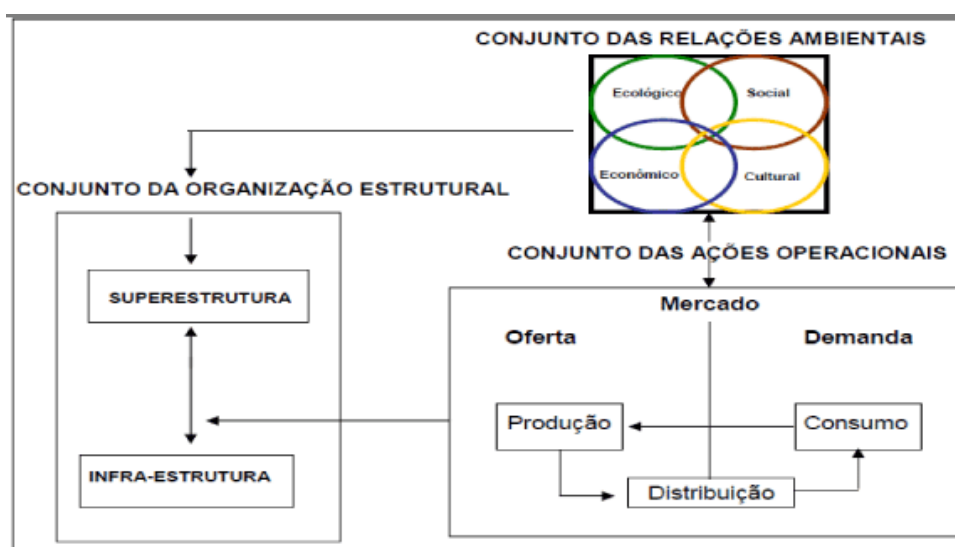 CONJUNTO DAS RELAÇÕES AMBIENTAIS
Ecológico
Social
Econômico
Cultural
CONJUNTO DA ORGANIZAÇÃO ESTRUTURAL
SUPERESTRUTURA
INFRA-ESTRUTURA
CONJUNTO DAS AÇÕES OPERACIONAIS
Mercado
Oferta
Demanda
Produção
Consumo
Distribuição